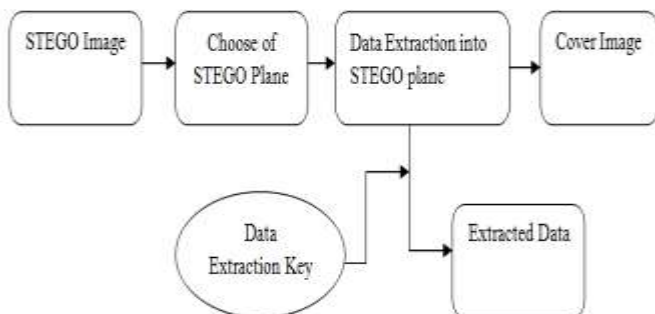 STEGO Image
Choose of
STEGO Plane
Data Extraction into
STEGO plane
Cover Image
Data
Extraction Key
Extracted Data